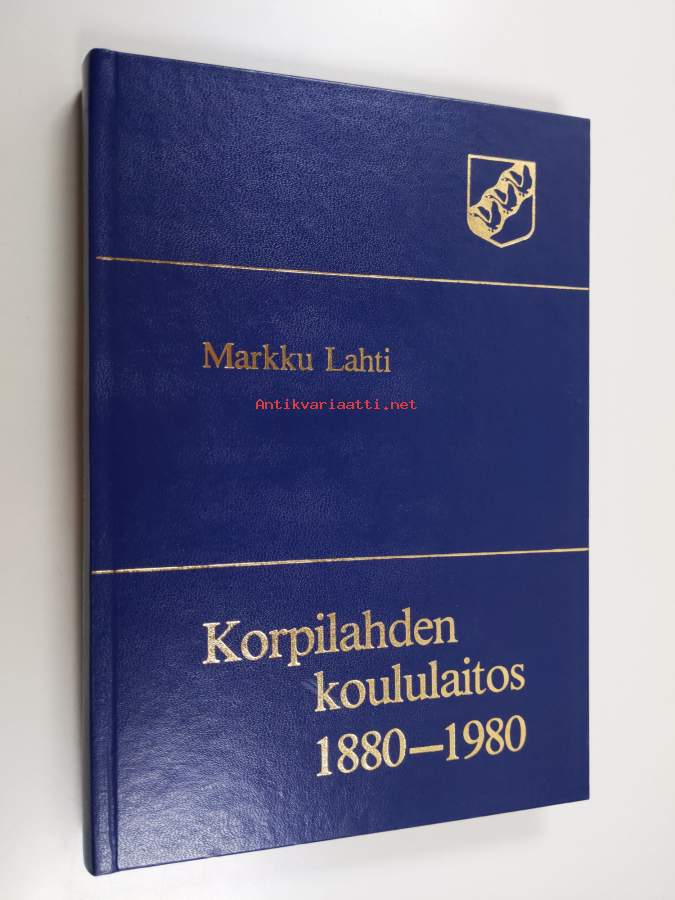 Markku Lahti
Antikvariaatti.net
Korpilahden
koululaitos
1880—1980